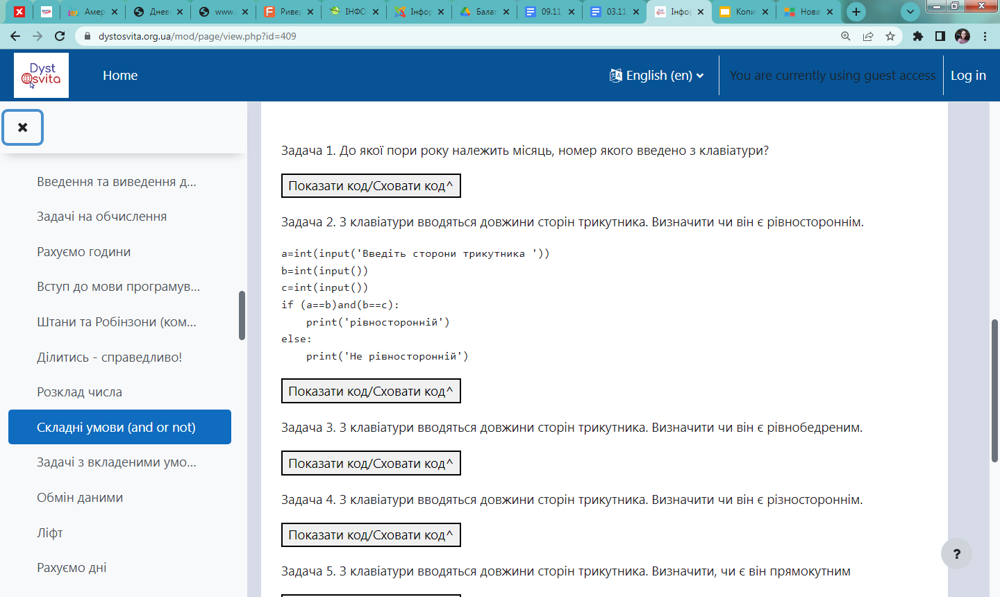 Амер
Дневн
www.
Ривер
ІНФО
Інфор
Балаг
09.11
03.11
Інфор
Копи
Нова
dystosvita.org.ua/mod/page/view.php?id=409
Dyst
Osvita
Home
English (en)
You are currently using guest access
Log in
Введення та виведення д...
Задачі на обчислення
Рахуємо години
Вступ до мови програмув...
Штани та Робінзони (ком...
Ділитись - справедливо!
Розклад числа
Складні умови (and or not)
Задачі з вкладеними умо...
Обмін даними
Ліфт
Рахуємо дні
Задача 1. До якої пори року належить місяць, номер якого введено з клавіатури?
Показати код/Сховати код^
Задача 2. З клавіатури вводяться довжини сторін трикутника. Визначити чи він є рівностороннім.
a=int(input('Введіть сторони трикутника '))
b=int(input())
c=int(input())
if (a==b)and(b==c):
    print('рівносторонній')
else:
    print('Не рівносторонній')
Показати код/Сховати код^
Задача 3. З клавіатури вводяться довжини сторін трикутника. Визначити чи він є рівнобедреним.
Показати код/Сховати код^
Задача 4. З клавіатури вводяться довжини сторін трикутника. Визначити чи він є різностороннім.
Показати код/Сховати код^
Задача 5. З клавіатури вводяться довжини сторін трикутника. Визначити, чи є він прямокутним
?